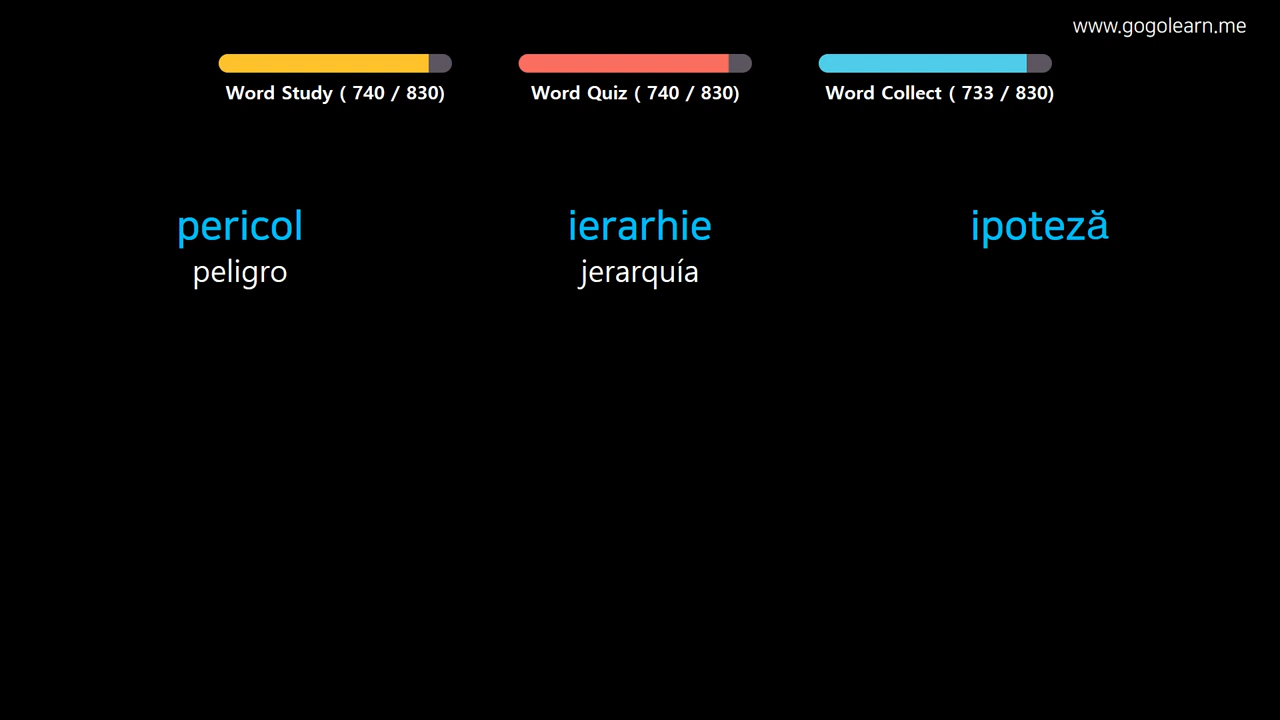 www.gogolearn.me
Word Study ( 740 / 830)
Word Quiz ( 740 / 830)
Word Collect ( 733 / 830)
pericol
peligro
ierarhie
jerarquía
ipoteză